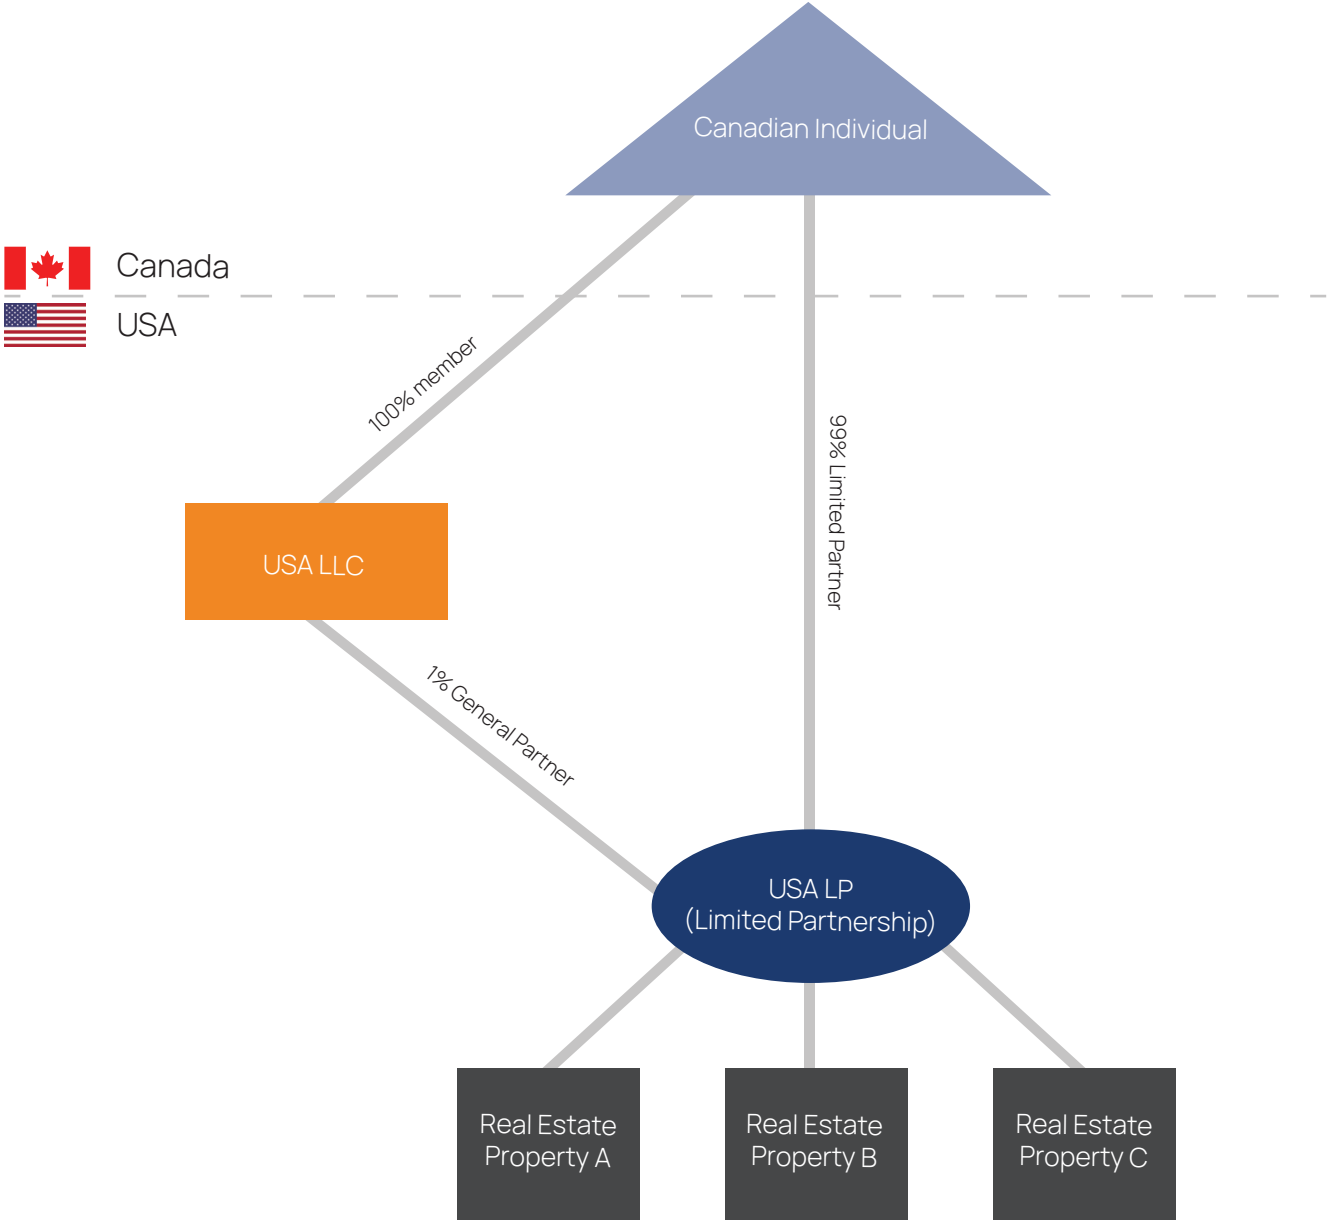 Canadian Individual
Canada
USA
100% member
99% Limited Partner
USA LLC
1% General Partner
USA LP
(Limited Partnership)
Real Estate
Property A
Real Estate
Property B
Real Estate
Property C